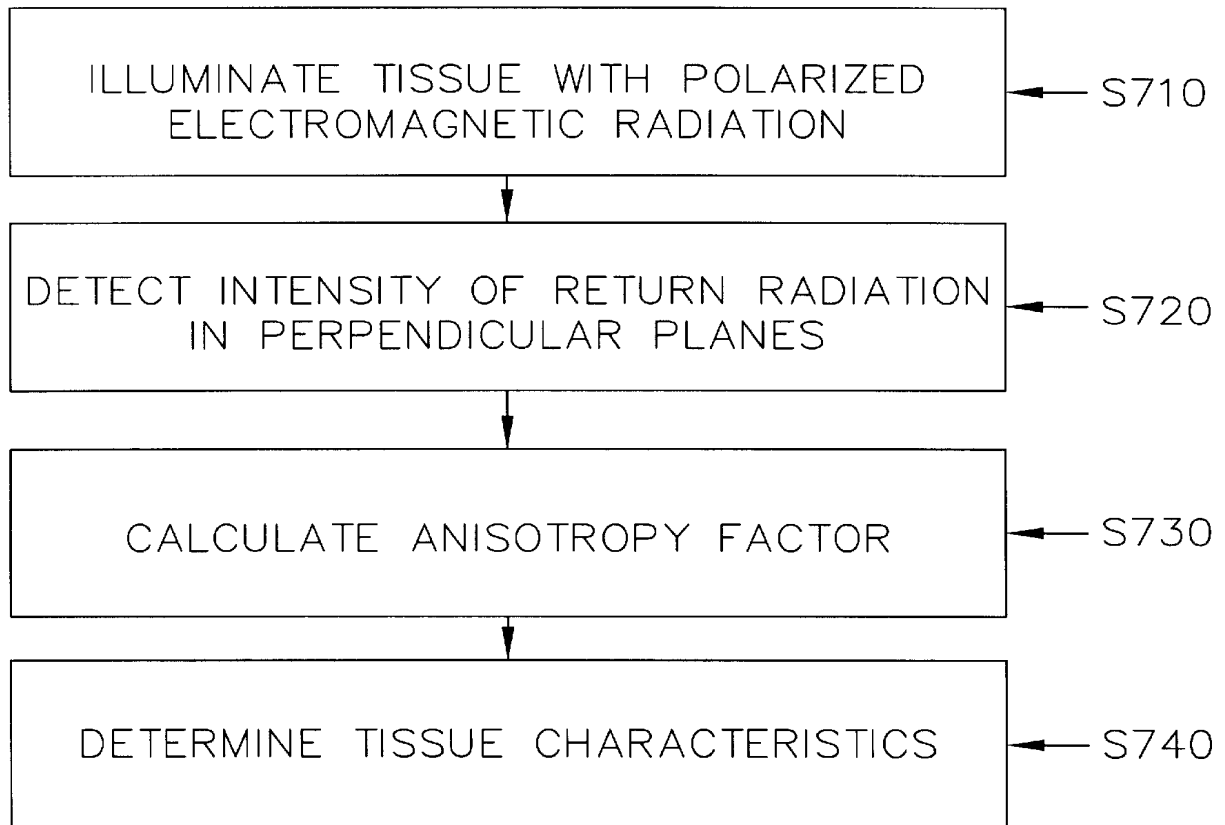 ILLUMINATE TISSUE WITH POLARIZED
ELECTROMAGNETIC RADIATION
S710
DETECT INTENSITY OF RETURN RADIATION
IN PERPENDICULAR PLANES
S720
CALCULATE ANISOTROPY FACTOR
S730
DETERMINE TISSUE CHARACTERISTICS
S740